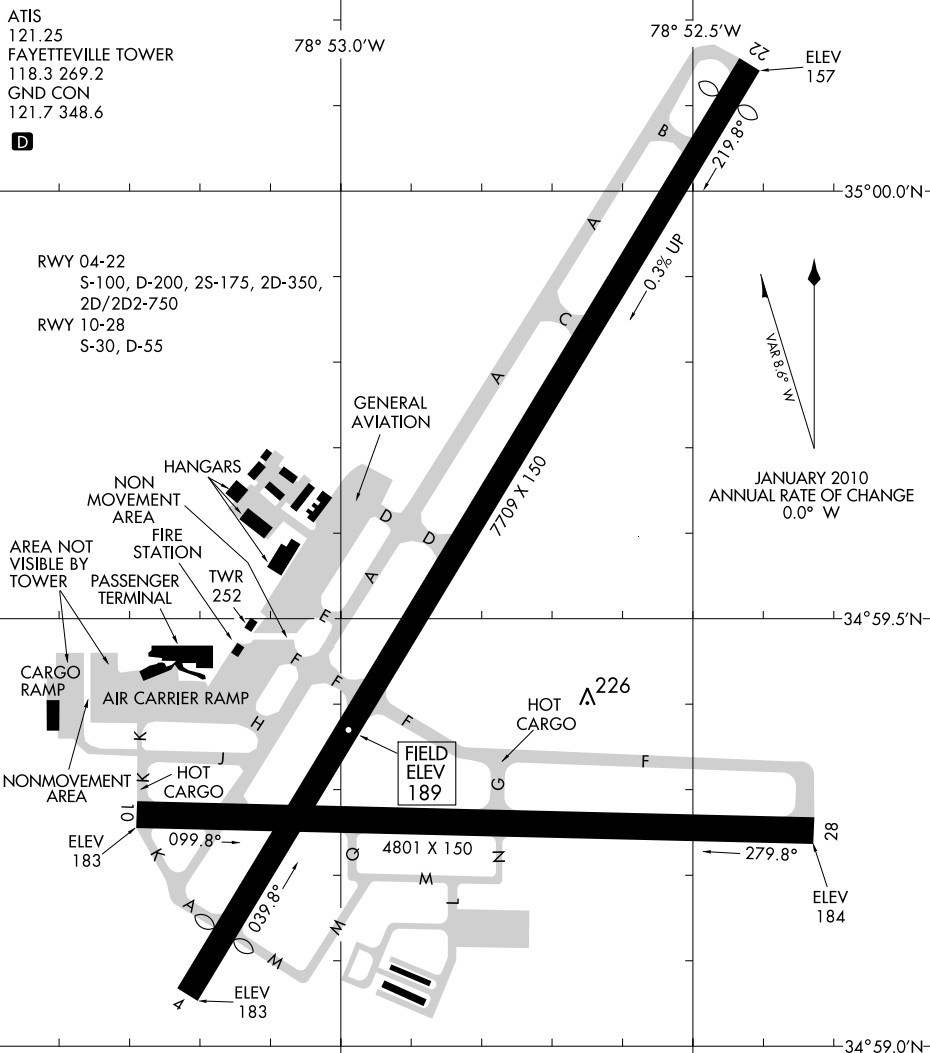 ATIS
121.25
FAYETTEVILLE TOWER
118.3 269.2
GND CON
121.7 348.6
D
78° 53.0'W
78° 52.5'W
22
ELEV
157
B
219.8°
35° 00.0'N
A
0.3% UP
RWY 04-22
S-100, D-200, 2S-175, 2D-350,
2D/2D2-750
RWY 10-28
S-30, D-55
C
VAR 8.6° W
A
GENERAL
AVIATION
JANUARY 2010
ANNUAL RATE OF CHANGE
0.0° W
HANGARS
NON
MOVEMENT
AREA
7709 X 150
D
D
FIRE
STATION
AREA NOT
VISIBLE BY
TOWER
PASSENGER
TERMINAL
TWR
252
A
E
34° 59.5'N
F
F
F
CARGO
RAMP
AIR CARRIER RAMP
226
HOT
CARGO
H
K
J
F
FIELD
ELEV
189
K
HOT
CARGO
NONMOVEMENT
AREA
G
10
28
ELEV
183
099.8°
4801 X 150
279.8°
K
Q
N
M
L
ELEV
184
A
039.8°
M
M
ELEV
183
4
34° 59.0'N